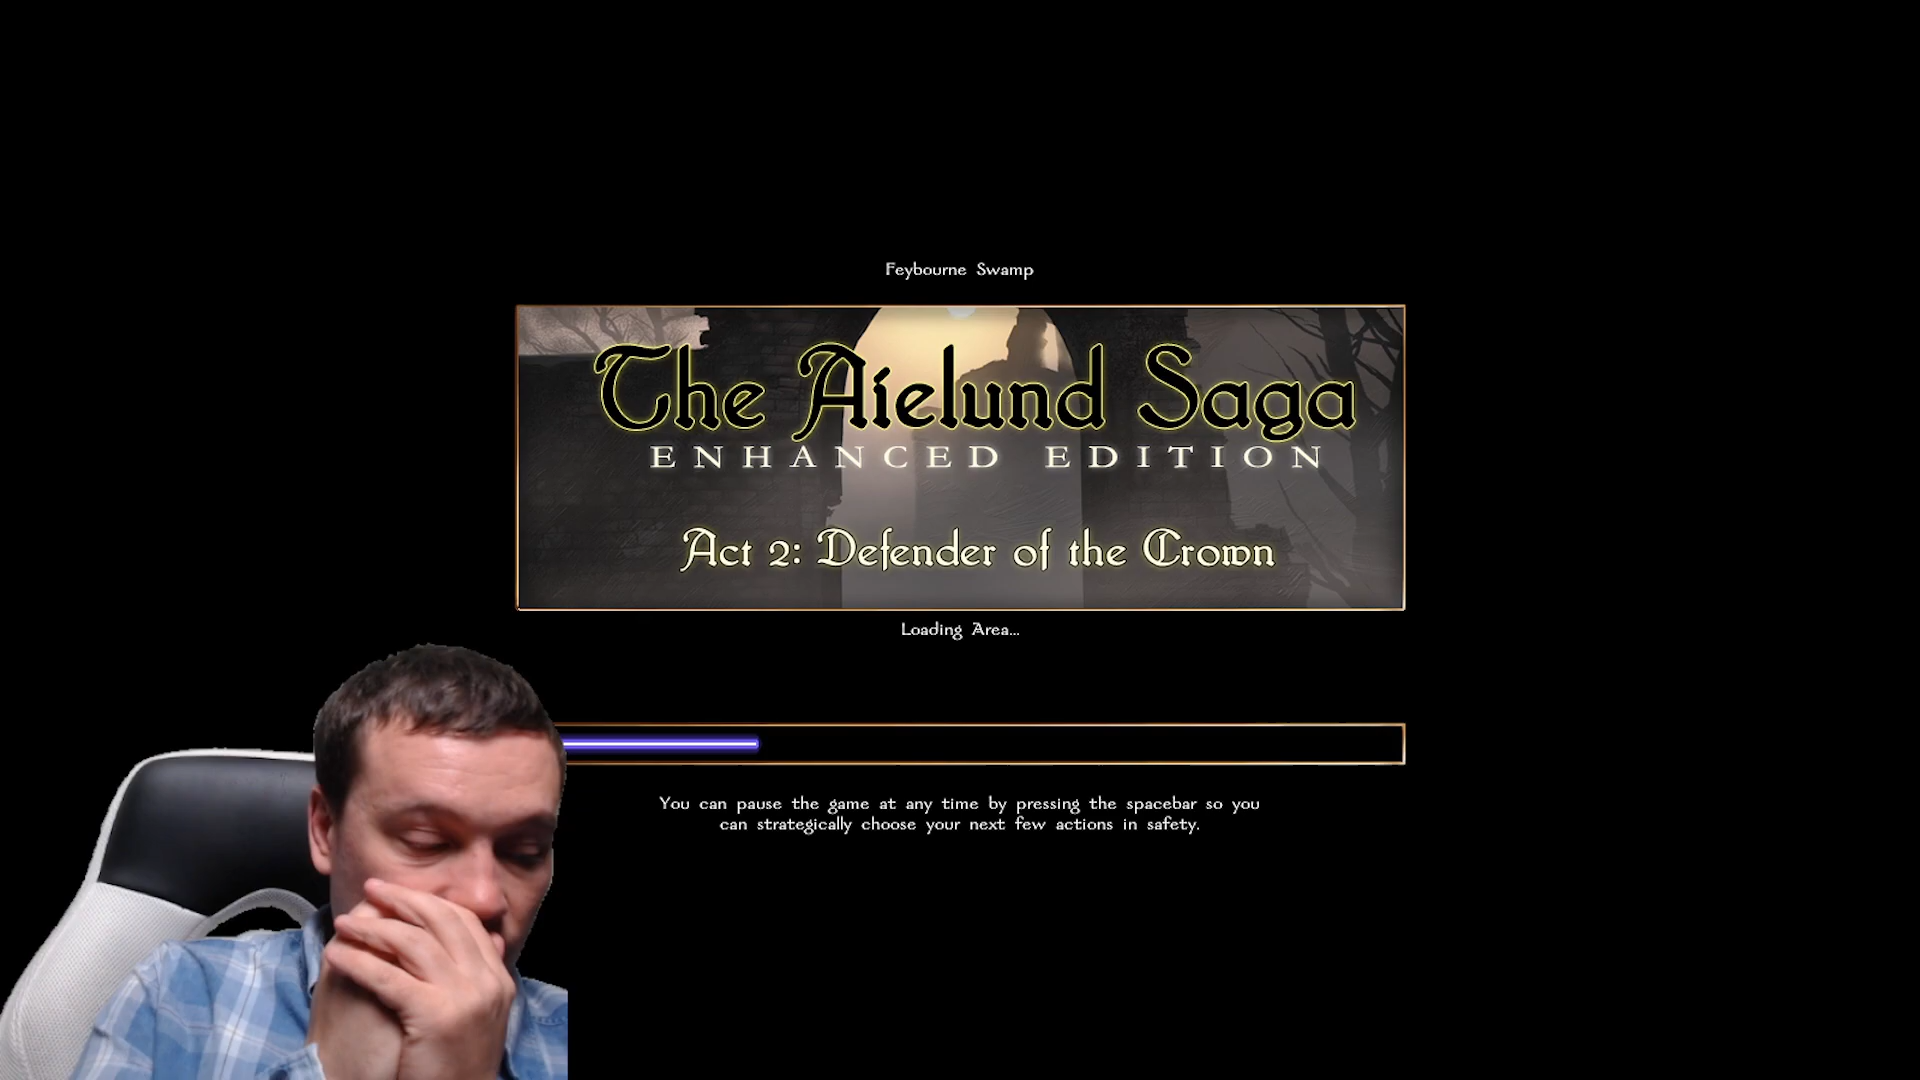 Feybourne Swamp
The Aielund Saga
ENHANCED EDITION
Act 2: Defender of the Crown
Loading Area...
You can pause the game at any time by pressing the spacebar so you
can strategically choose your next few actions in safety.